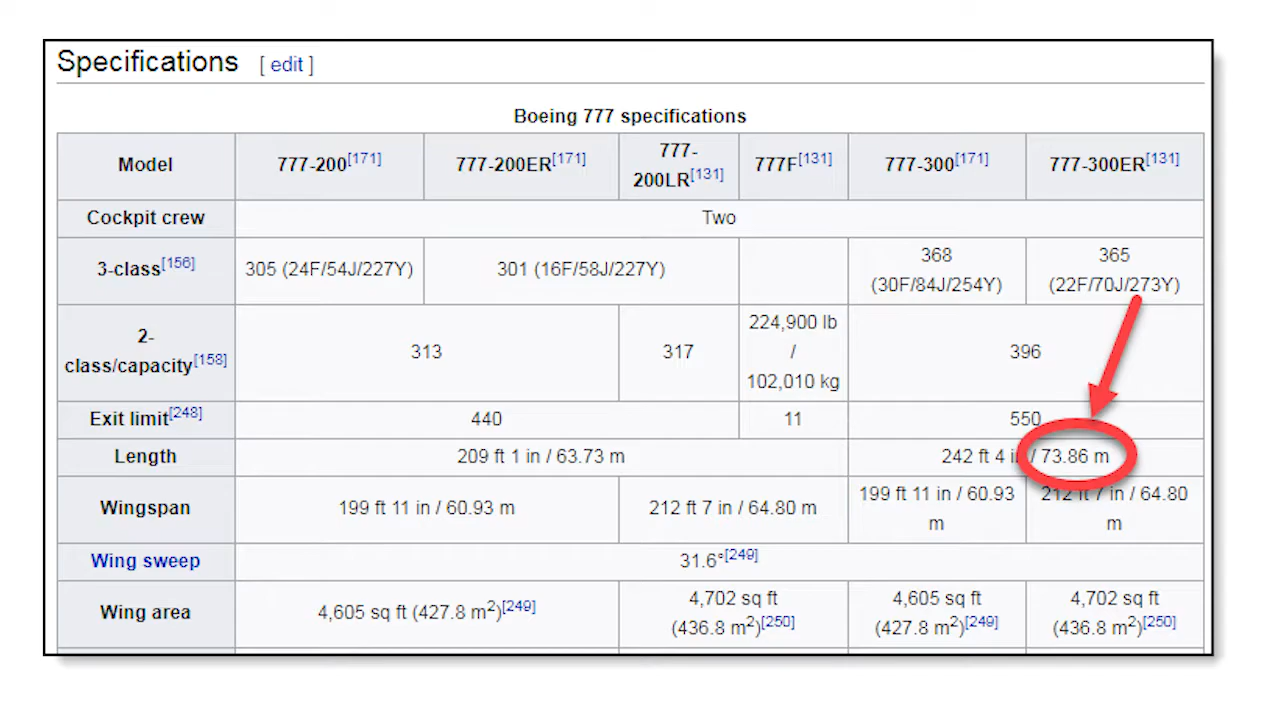 Specifications [ edit ]
Boeing 777 specifications
Model 777-200[171] 777-200ER[171] 777-200LR[131] 777F[131] 777-300[171] 777-300ER[131]
Cockpit crew Two
3-class[156] 305 (24F/54J/227Y) 301 (16F/58J/227Y) 368 (30F/84J/254Y) 365 (22F/70J/273Y)
2-class/capacity[158] 313 317 224,900 lb / 102,010 kg 396
Exit limit[248] 440 11 550
Length 209 ft 1 in / 63.73 m 242 ft 4 in / 73.86 m
Wingspan 199 ft 11 in / 60.93 m 212 ft 7 in / 64.80 m 199 ft 11 in / 60.93 m 212 ft 7 in / 64.80 m
Wing sweep 31.6°[249]
Wing area 4,605 sq ft (427.8 m2)[249] 4,702 sq ft (436.8 m2)[250] 4,605 sq ft (427.8 m2)[249] 4,702 sq ft (436.8 m2)[250]